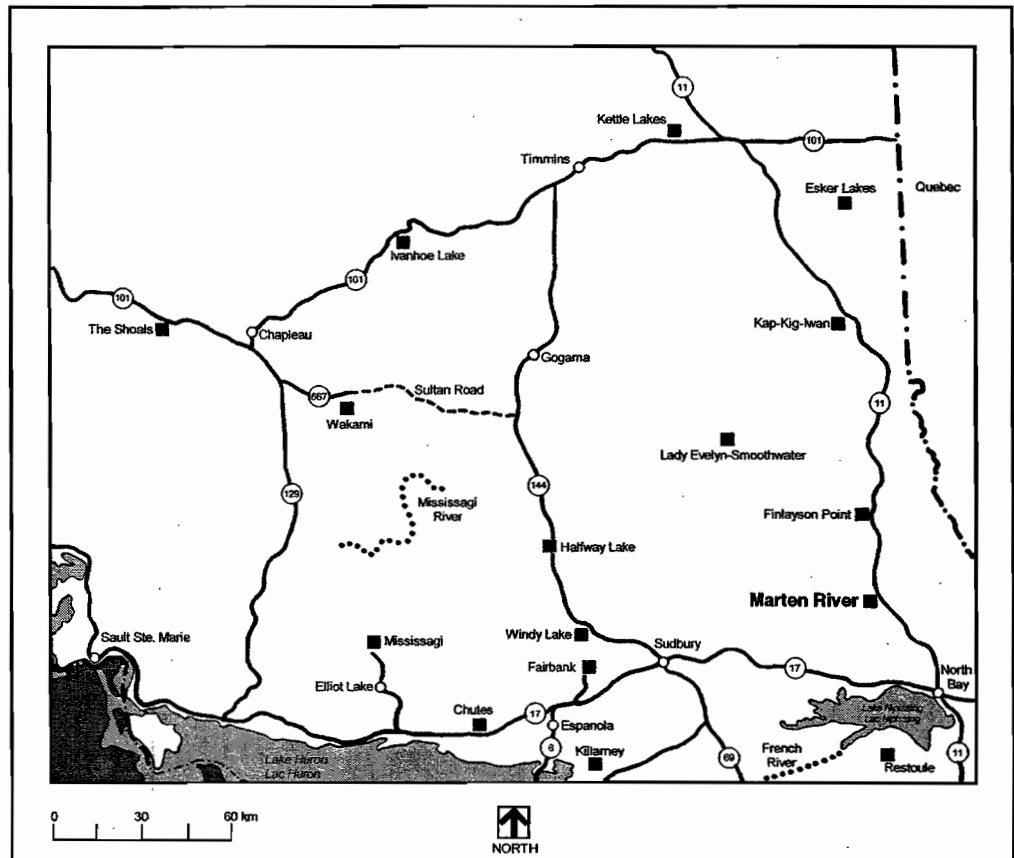 11
Kettle Lakes
101
Timmins
Esker Lakes
Quebec
Ivanhoe Lake
101
101
The Shoals
Chapleau
Kap-Kig-Iwan
Gogama
Sultan Road
667
Wakami
11
Lady Evelyn-Smoothwater
129
Mississagi
River
144
Finlayson Point
Halfway Lake
Marten River
Sault Ste. Marie
Mississagi
Windy Lake
Sudbury
17
North
Bay
Fairbank
Elliot Lake
Chutes
17
Espanola
Lake Nipissing
Lac Nipissing
Lake Huron
Lac Huron
6
Killarney
69
French
River
Restoule
11
0 30 60 km
NORTH